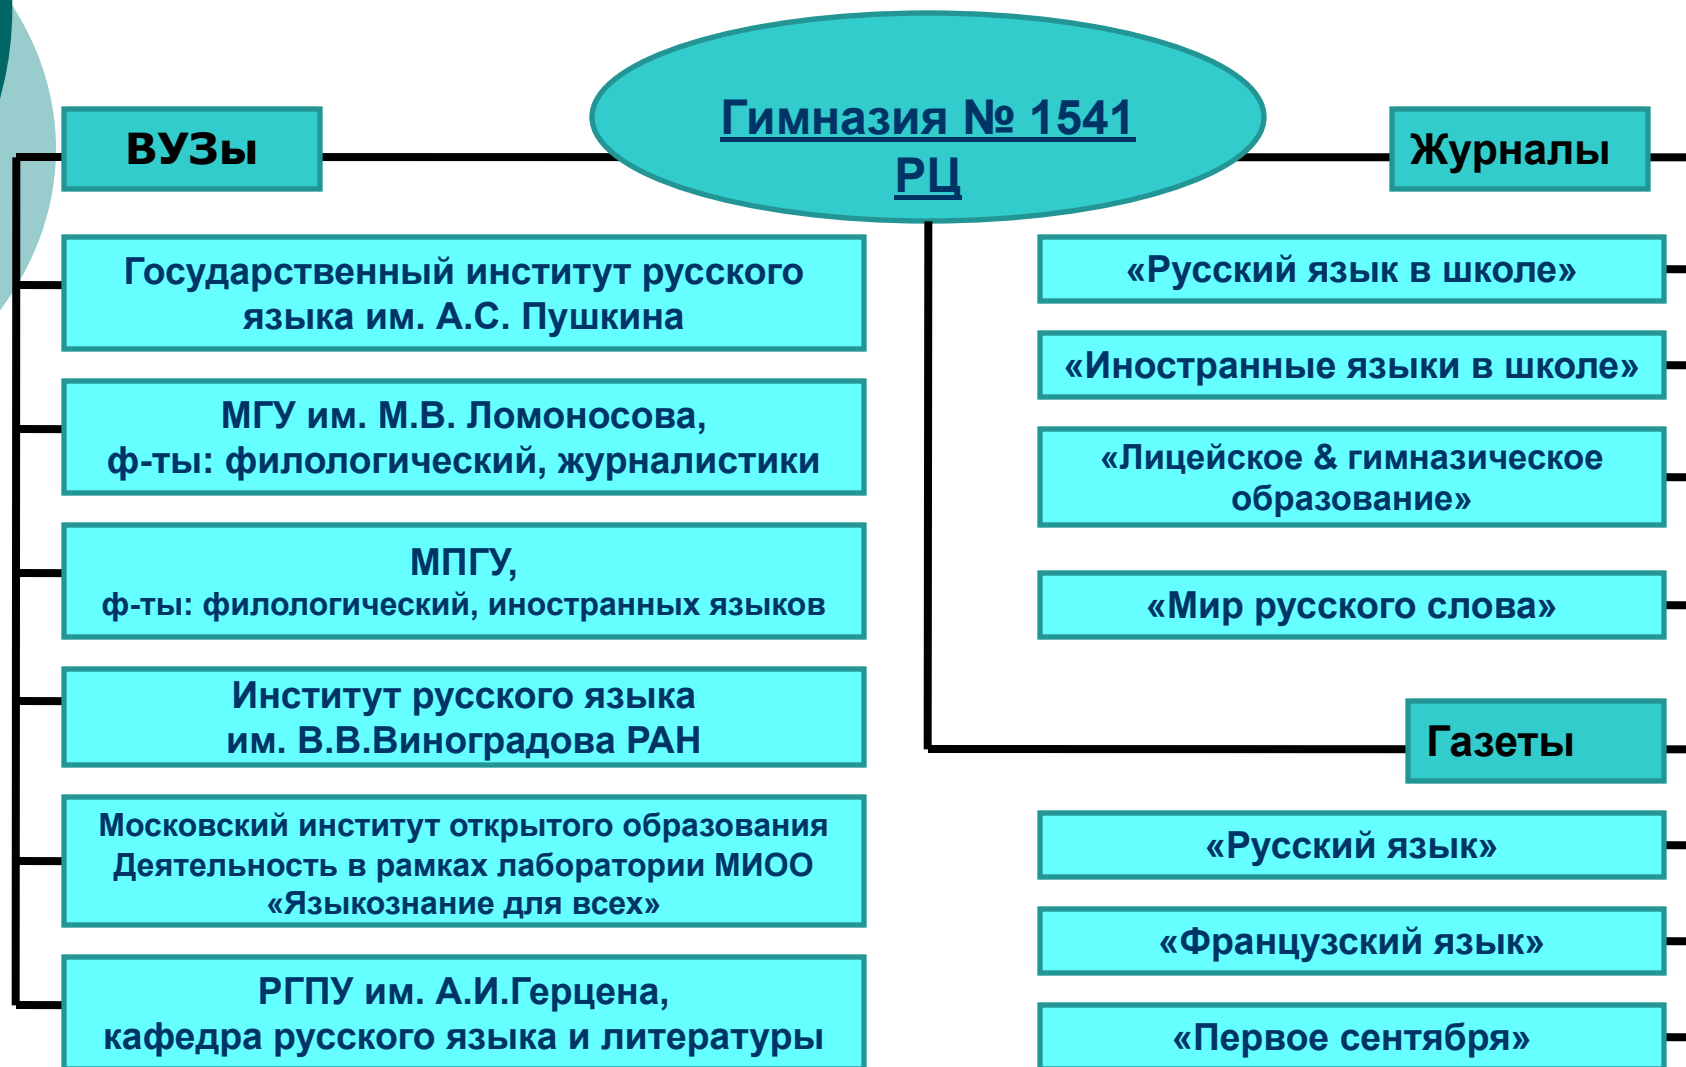 Гимназия № 1541
РЦ
ВУЗы
Государственный институт русского
языка им. А.С. Пушкина
МГУ им. М.В. Ломоносова,
ф-ты: филологический, журналистики
МПГУ,
ф-ты: филологический, иностранных языков
Институт русского языка
им. В.В.Виноградова РАН
Московский институт открытого образования
Деятельность в рамках лаборатории МИОО
«Языкознание для всех»
РГПУ им. А.И.Герцена,
кафедра русского языка и литературы
Журналы
«Русский язык в школе»
«Иностранные языки в школе»
«Лицейское & гимназическое
образование»
«Мир русского слова»
Газеты
«Русский язык»
«Французский язык»
«Первое сентября»